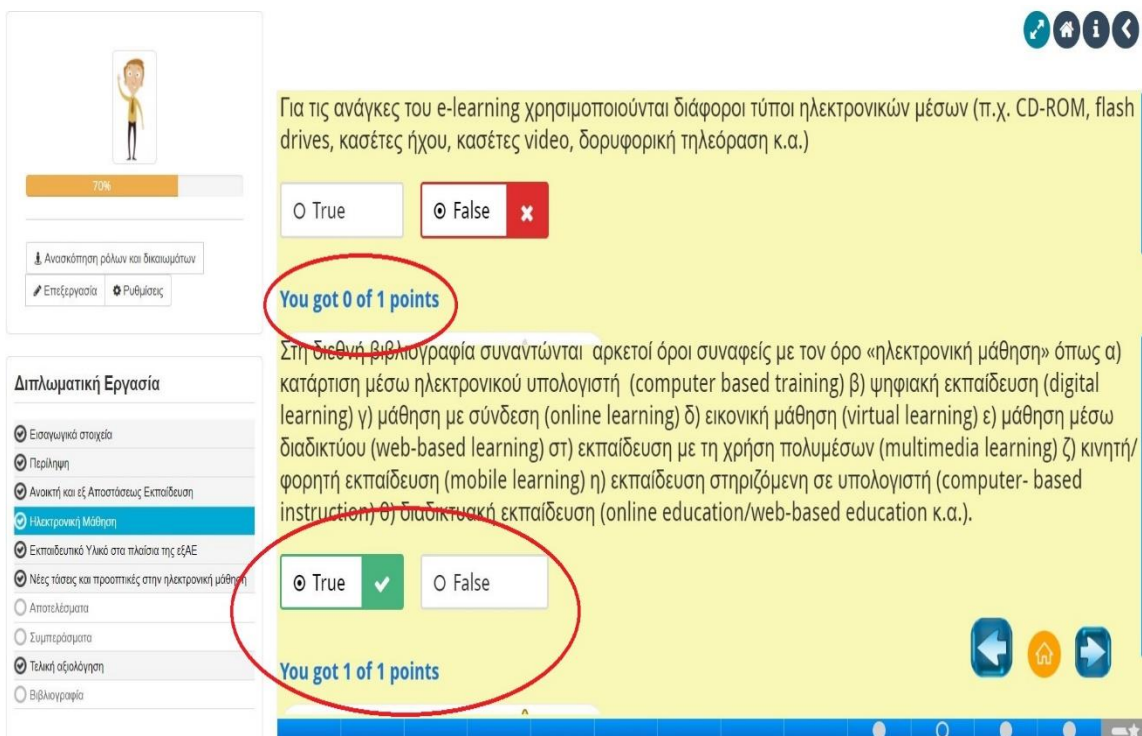 70%
Ανασκόπηση ρόλων και δικαιωμάτων
Επεξεργασία
Ρυθμίσεις
Διπλωματική Εργασία
Εισαγωγικά στοιχεία
Περίληψη
Ανοικτή και εξ Αποστάσεως Εκπαίδευση
Ηλεκτρονική Μάθηση
Εκπαιδευτικό Υλικό στα πλαίσια της εξΑΕ
Νέες τάσεις και προοπτικές στην ηλεκτρονική μάθηση
Αποτελέσματα
Συμπεράσματα
Τελική αξιολόγηση
Βιβλιογραφία
Για τις ανάγκες του e-learning χρησιμοποιούνται διάφοροι τύποι ηλεκτρονικών μέσων (π.χ. CD-ROM, flash
drives, κασέτες ήχου, κασέτες video, δορυφορική τηλεόραση κ.α.)
True
False
You got 0 of 1 points
Στη διεθνή βιβλιογραφία συναντώνται αρκετοί όροι συναφείς με τον όρο «ηλεκτρονική μάθηση» όπως α)
κατάρτιση μέσω ηλεκτρονικού υπολογιστή (computer based training) β) ψηφιακή εκπαίδευση (digital
learning) γ) μάθηση με σύνδεση (online learning) δ) εικονική μάθηση (virtual learning) ε) μάθηση μέσω
διαδικτύου (web-based learning) στ) εκπαίδευση με τη χρήση πολυμέσων (multimedia learning) ζ) κινητή/
φορητή εκπαίδευση (mobile learning) η) εκπαίδευση στηριζόμενη σε υπολογιστή (computer- based
instruction) θ) διαδικτυακή εκπαίδευση (online education/web-based education κ.α.).
True
False
You got 1 of 1 points